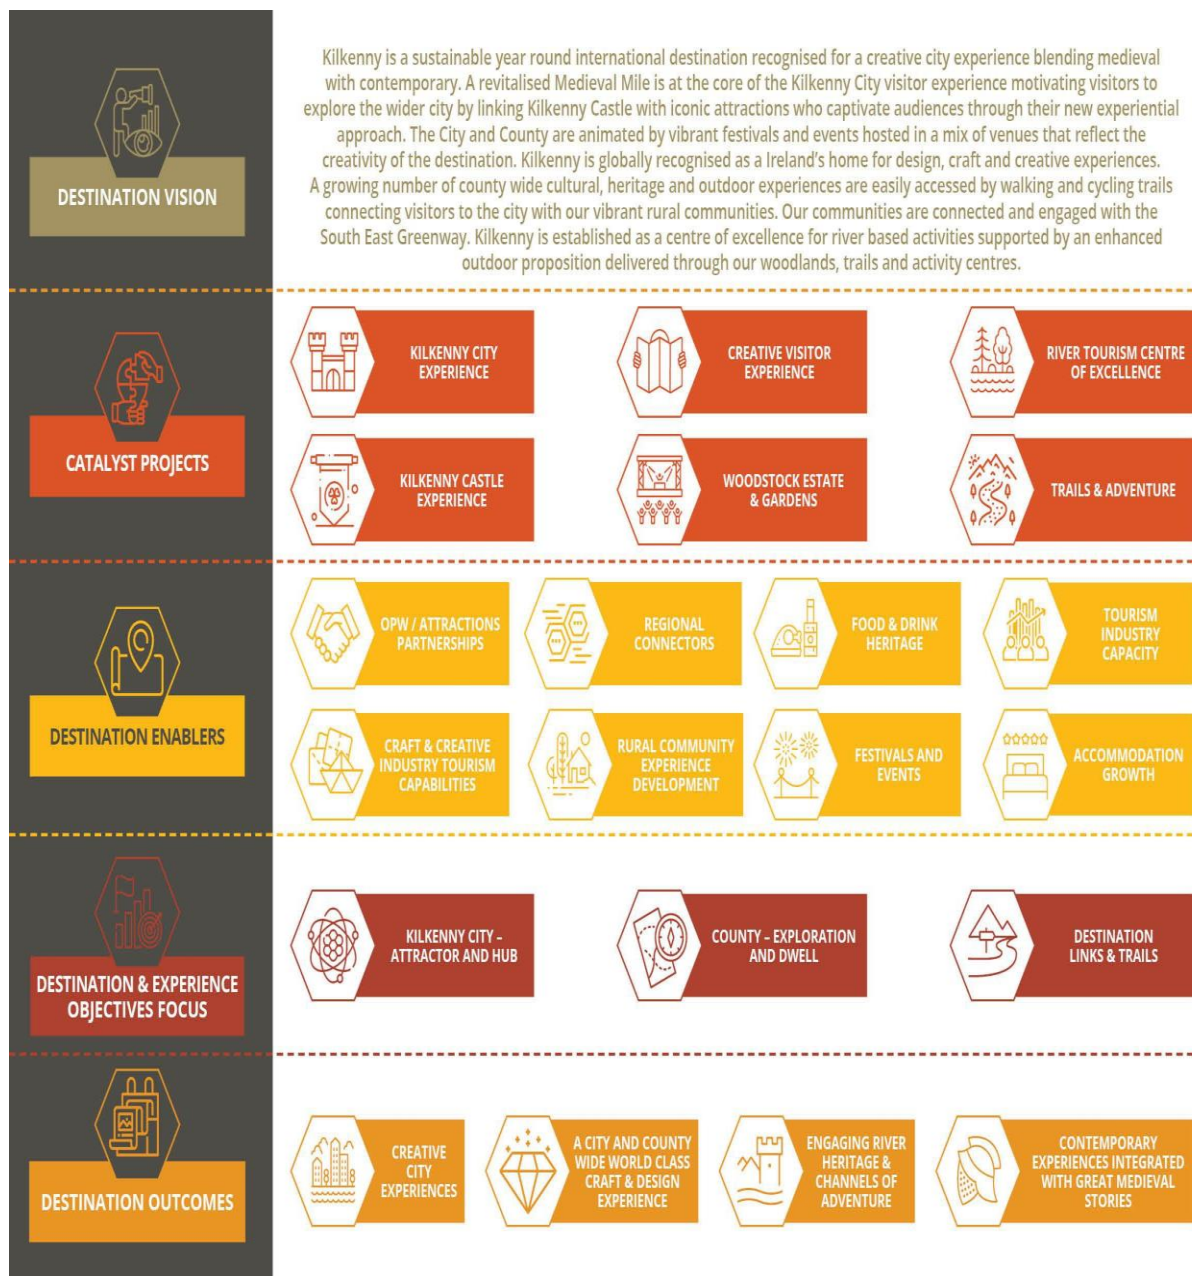 Kilkenny is a sustainable year round international destination recognised for a creative city experience blending medieval
with contemporary. A revitalised Medieval Mile is at the core of the Kilkenny City visitor experience motivating visitors to
explore the wider city by linking Kilkenny Castle with iconic attractions who captivate audiences through their new experiential
approach. The City and County are animated by vibrant festivals and events hosted in a mix of venues that reflect the
creativity of the destination. Kilkenny is globally recognised as a Ireland's home for design, craft and creative experiences.
A growing number of county wide cultural, heritage and outdoor experiences are easily accessed by walking and cycling trails
connecting visitors to the city with our vibrant rural communities. Our communities are connected and engaged with the
South East Greenway. Kilkenny is established as a centre of excellence for river based activities supported by an enhanced
outdoor proposition delivered through our woodlands, trails and activity centres.
DESTINATION VISION
CATALYST PROJECTS
KILKENNY CITY
EXPERIENCE
CREATIVE VISITOR
EXPERIENCE
RIVER TOURISM CENTRE
OF EXCELLENCE
KILKENNY CASTLE
EXPERIENCE
WOODSTOCK ESTATE
& GARDENS
TRAILS & ADVENTURE
DESTINATION ENABLERS
OPW / ATTRACTIONS
PARTNERSHIPS
REGIONAL
CONNECTORS
FOOD & DRINK
HERITAGE
TOURISM
INDUSTRY
CAPACITY
CRAFT & CREATIVE
INDUSTRY TOURISM
CAPABILITIES
RURAL COMMUNITY
EXPERIENCE
DEVELOPMENT
FESTIVALS AND
EVENTS
ACCOMMODATION
GROWTH
DESTINATION & EXPERIENCE
OBJECTIVES FOCUS
KILKENNY CITY –
ATTRACTOR AND HUB
COUNTY – EXPLORATION
AND DWELL
DESTINATION
LINKS & TRAILS
DESTINATION OUTCOMES
CREATIVE
CITY
EXPERIENCES
A CITY AND COUNTY
WIDE WORLD CLASS
CRAFT & DESIGN
EXPERIENCE
ENGAGING RIVER
HERITAGE &
CHANNELS OF
ADVENTURE
CONTEMPORARY
EXPERIENCES INTEGRATED
WITH GREAT MEDIEVAL
STORIES